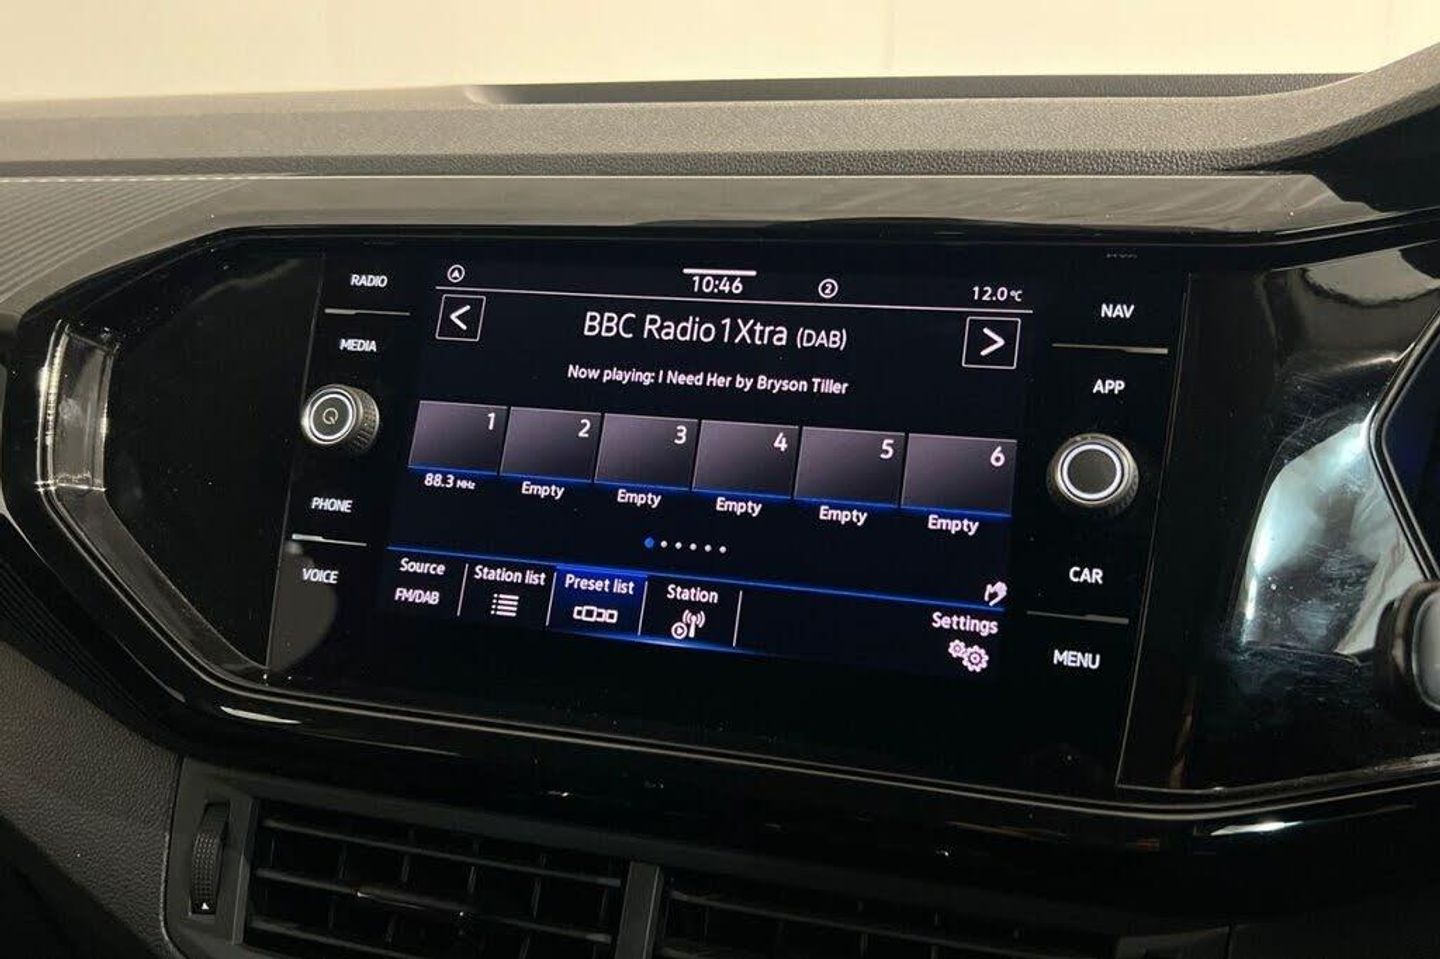 RADIO
MEDIA
PHONE
VOICE
10:46
2
12.0°C
<
BBC Radio 1Xtra (DAB)
>
Now playing: I Need Her by Bryson Tiller
1 2 3 4 5 6
88.3 MHz Empty Empty Empty Empty Empty
Source Station list Preset list Station
FM/DAB
Settings
NAV
APP
CAR
MENU